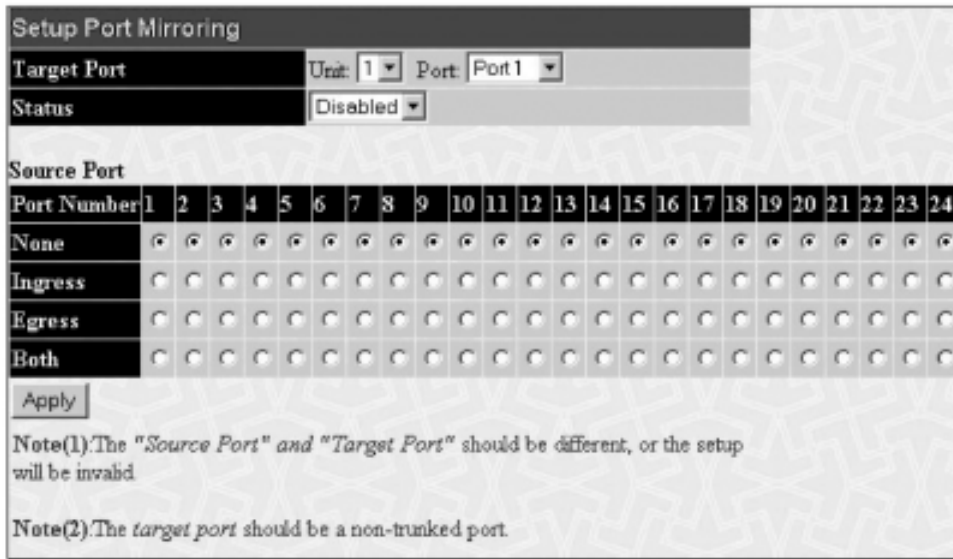 Setup Port Mirroring
Target Port Unit: 1 Port: Port1
Status Disabled
Source Port
Port Number 1 2 3 4 5 6 7 8 9 10 11 12 13 14 15 16 17 18 19 20 21 22 23 24
None
Ingress
Egress
Both
Apply
Note(1):The "Source Port" and "Target Port" should be different, or the setup
will be invalid.
Note(2):The target port should be a non-trunked port.